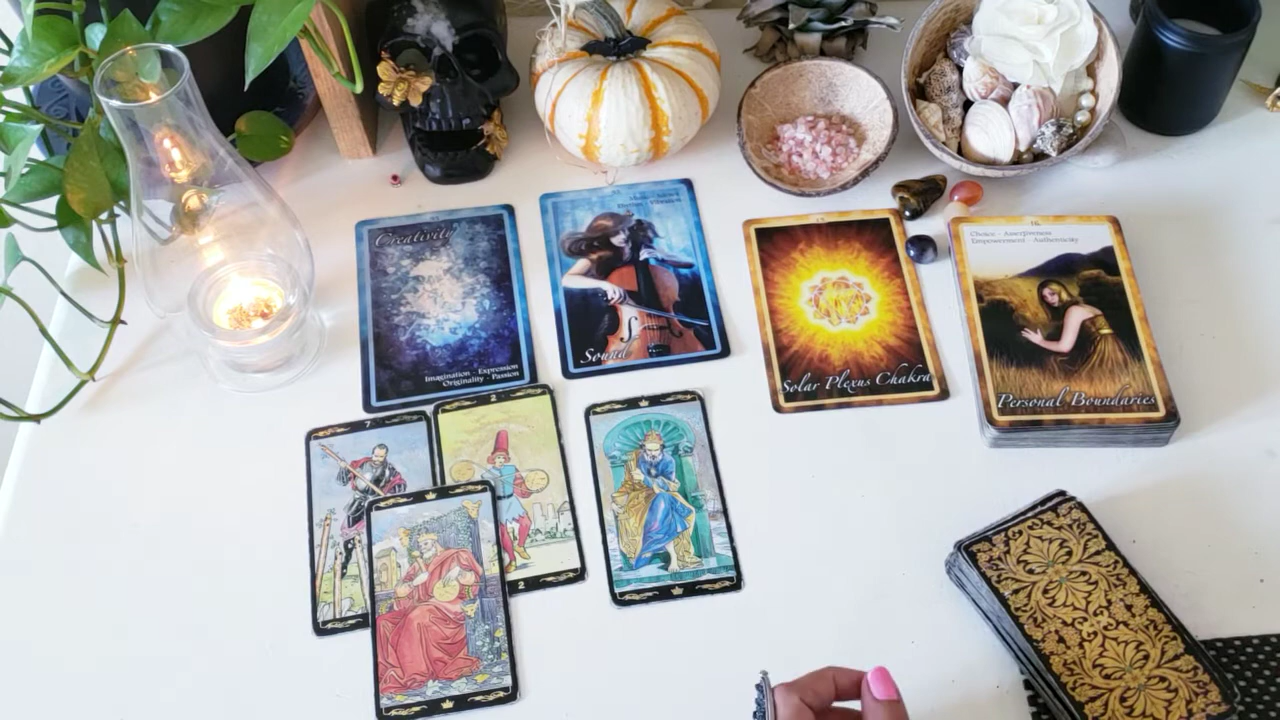 Creativity
Imagination - Expression
Originality - Passion
Sound
Solar Plexus Chakra
Choice - Assertiveness
Empowerment - Authenticity
Personal Boundaries
7
2
2